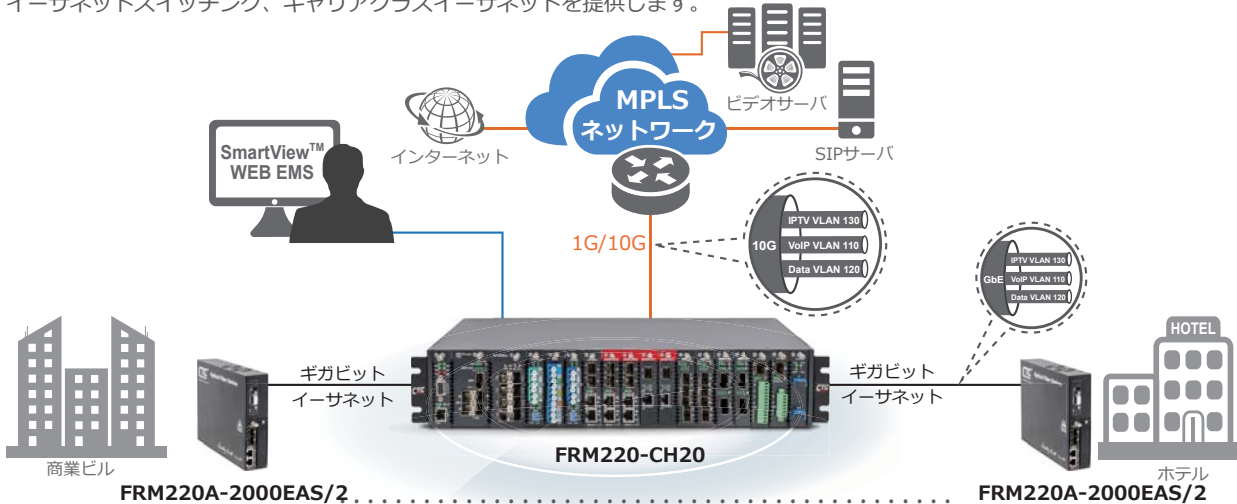 イーサネットスイッチング、キャリアクラスイーサネットを提供します。
MPLS
ネットワーク
ビデオサーバ
SIPサーバ
インターネット
SmartView™
WEB EMS
1G/10G
10G
IPTV VLAN 130
VoIP VLAN 110
Data VLAN 120
GbE
IPTV VLAN 130
VoIP VLAN 110
Data VLAN 120
HOTEL
ギガビット
イーサネット
ギガビット
イーサネット
FRM220-CH20
商業ビル
ホテル
FRM220A-2000EAS/2
FRM220A-2000EAS/2